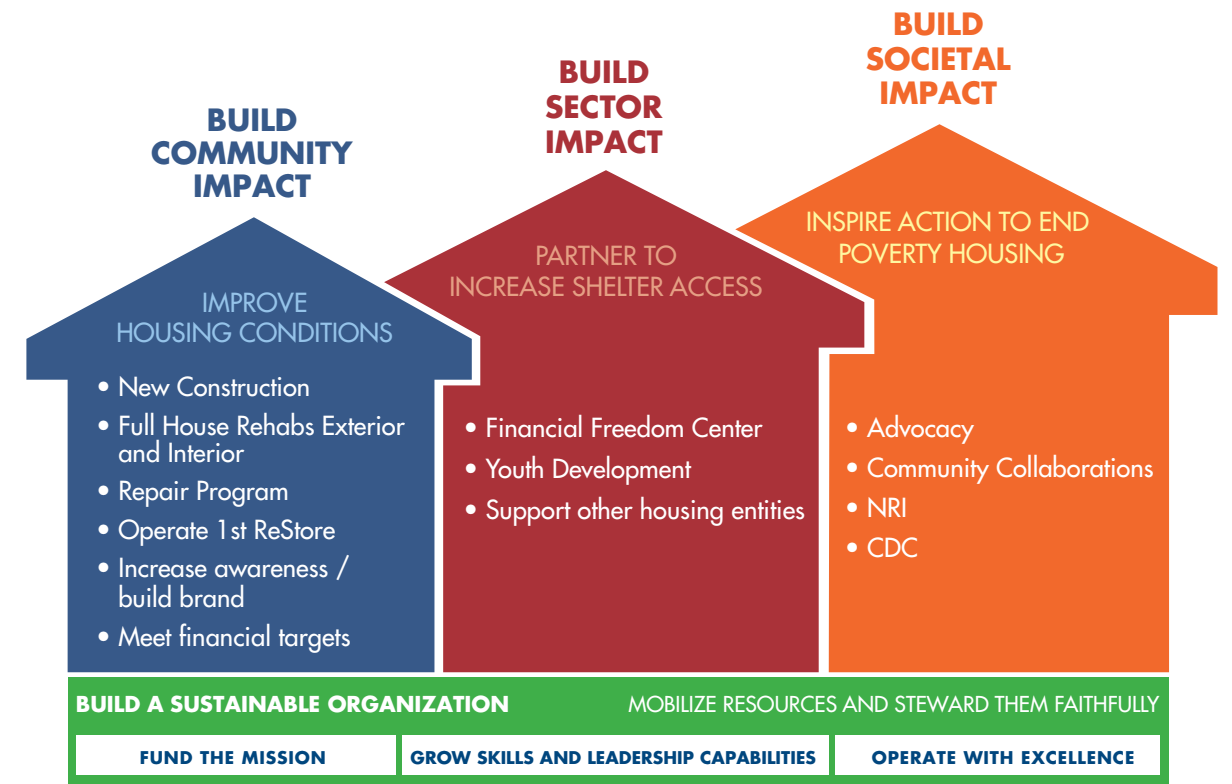 BUILD
COMMUNITY
IMPACT
IMPROVE
HOUSING CONDITIONS
• New Construction
• Full House Rehabs Exterior
and Interior
• Repair Program
• Operate 1st ReStore
• Increase awareness /
build brand
• Meet financial targets
BUILD
SECTOR
IMPACT
PARTNER TO
INCREASE SHELTER ACCESS
• Financial Freedom Center
• Youth Development
• Support other housing entities
BUILD
SOCIETAL
IMPACT
INSPIRE ACTION TO END
POVERTY HOUSING
• Advocacy
• Community Collaborations
• NRI
• CDC
BUILD A SUSTAINABLE ORGANIZATION
MOBILIZE RESOURCES AND STEWARD THEM FAITHFULLY
FUND THE MISSION
GROW SKILLS AND LEADERSHIP CAPABILITIES
OPERATE WITH EXCELLENCE